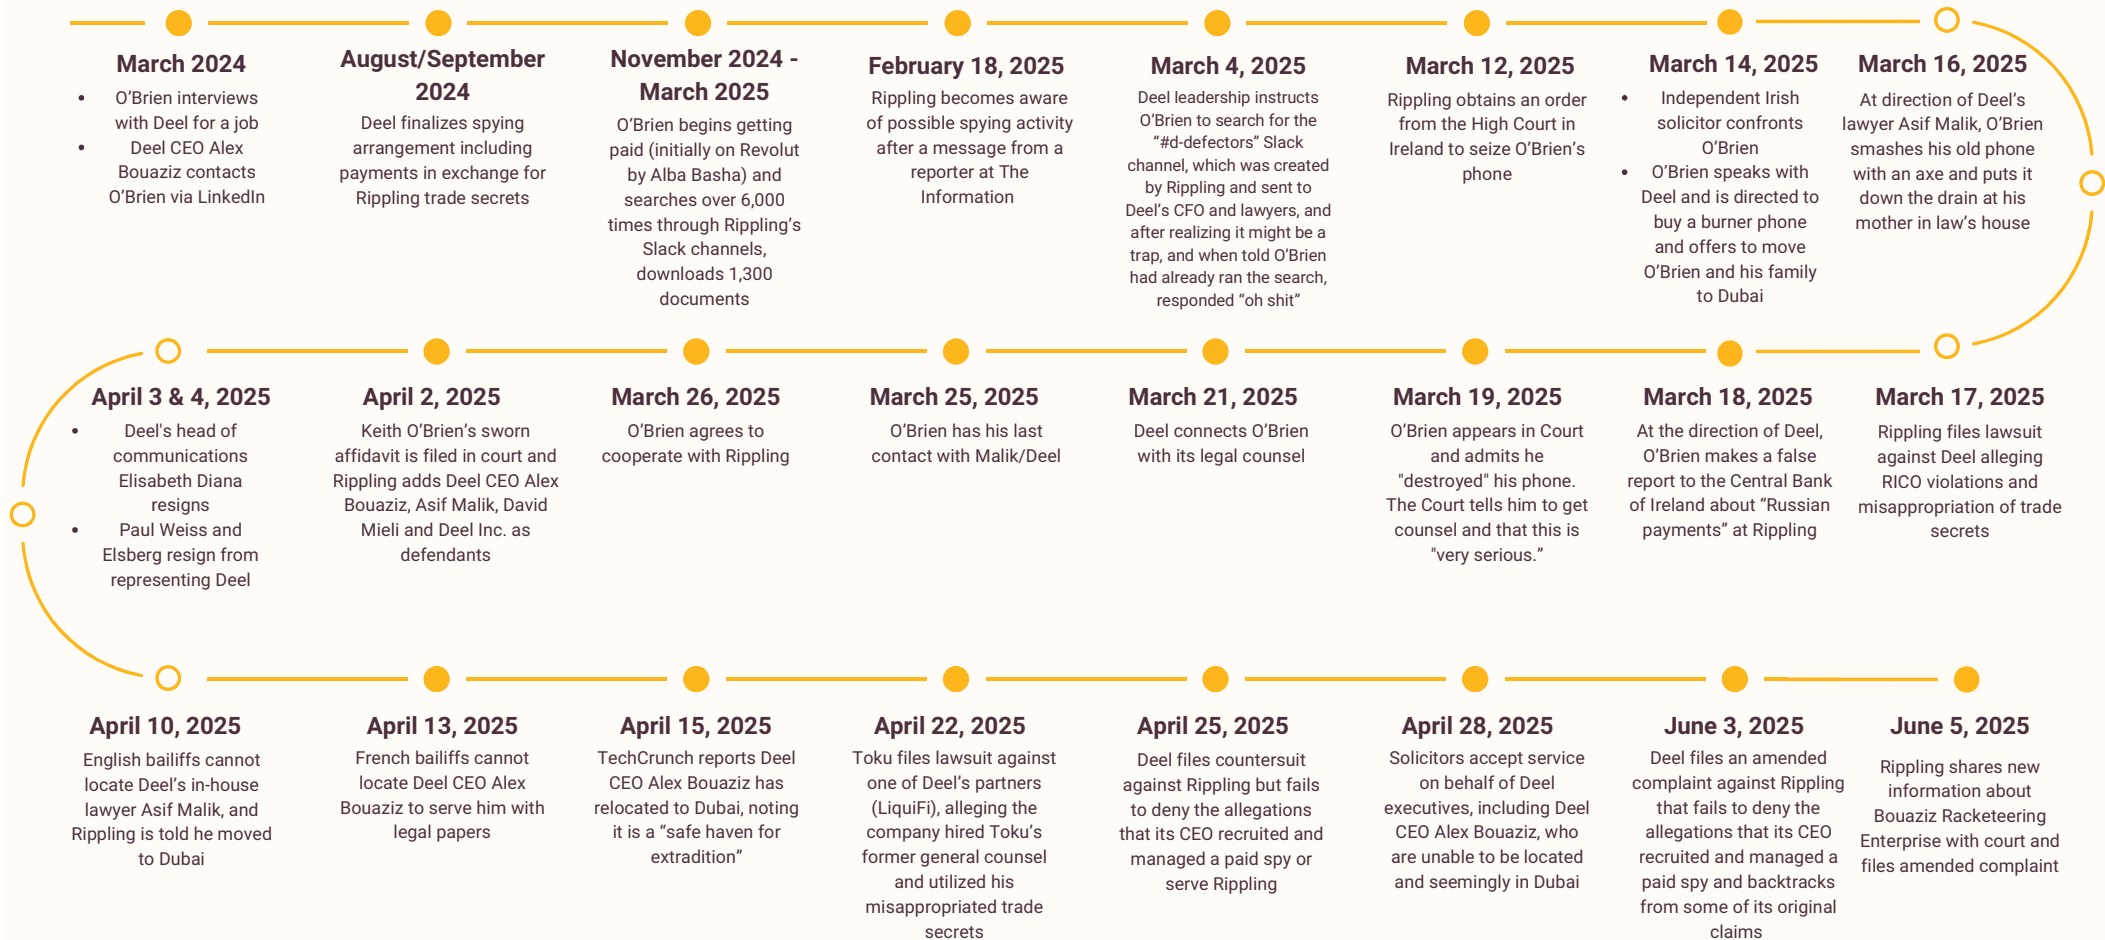 March 2024
• O’Brien interviews
with Deel for a job
• Deel CEO Alex
Bouaziz contacts
O’Brien via LinkedIn
August/September
2024
Deel finalizes spying
arrangement including
payments in exchange for
Rippling trade secrets
November 2024 -
March 2025
O’Brien begins getting
paid (initially on Revolut
by Alba Basha) and
searches over 6,000
times through Rippling’s
Slack channels,
downloads 1,300
documents
February 18, 2025
Rippling becomes aware
of possible spying activity
after a message from a
reporter at The
Information
March 4, 2025
Deel leadership instructs
O’Brien to search for the
“#d-defectors” Slack
channel, which was created
by Rippling and sent to
Deel’s CFO and lawyers, and
after realizing it might be a
trap, and when told O’Brien
had already ran the search,
responded “oh shit”
March 12, 2025
Rippling obtains an order
from the High Court in
Ireland to seize O’Brien’s
phone
March 14, 2025
• Independent Irish
solicitor confronts
O’Brien
• O’Brien speaks with
Deel and is directed to
buy a burner phone
and offers to move
O’Brien and his family
to Dubai
March 16, 2025
At direction of Deel’s
lawyer Asif Malik, O’Brien
smashes his old phone
with an axe and puts it
down the drain at his
mother in law’s house
April 3 & 4, 2025
• Deel's head of
communications
Elisabeth Diana
resigns
• Paul Weiss and
Elsberg resign from
representing Deel
April 2, 2025
Keith O’Brien’s sworn
affidavit is filed in court and
Rippling adds Deel CEO Alex
Bouaziz, Asif Malik, David
Mieli and Deel Inc. as
defendants
March 26, 2025
O’Brien agrees to
cooperate with Rippling
March 25, 2025
O’Brien has his last
contact with Malik/Deel
March 21, 2025
Deel connects O’Brien
with its legal counsel
March 19, 2025
O’Brien appears in Court
and admits he
"destroyed" his phone.
The Court tells him to get
counsel and that this is
"very serious.”
March 18, 2025
At the direction of Deel,
O’Brien makes a false
report to the Central Bank
of Ireland about “Russian
payments” at Rippling
March 17, 2025
Rippling files lawsuit
against Deel alleging
RICO violations and
misappropriation of trade
secrets
April 10, 2025
English bailiffs cannot
locate Deel’s in-house
lawyer Asif Malik, and
Rippling is told he moved
to Dubai
April 13, 2025
French bailiffs cannot
locate Deel CEO Alex
Bouaziz to serve him with
legal papers
April 15, 2025
TechCrunch reports Deel
CEO Alex Bouaziz has
relocated to Dubai, noting
it is a “safe haven for
extradition”
April 22, 2025
Toku files lawsuit against
one of Deel’s partners
(LiquiFi), alleging the
company hired Toku’s
former general counsel
and utilized his
misappropriated trade
secrets
April 25, 2025
Deel files countersuit
against Rippling but fails
to deny the allegations
that its CEO recruited and
managed a paid spy or
serve Rippling
April 28, 2025
Solicitors accept service
on behalf of Deel
executives, including Deel
CEO Alex Bouaziz, who
are unable to be located
and seemingly in Dubai
June 3, 2025
Deel files an amended
complaint against Rippling
that fails to deny the
allegations that its CEO
recruited and managed a
paid spy and backtracks
from some of its original
claims
June 5, 2025
Rippling shares new
information about
Bouaziz Racketeering
Enterprise with court and
files amended complaint